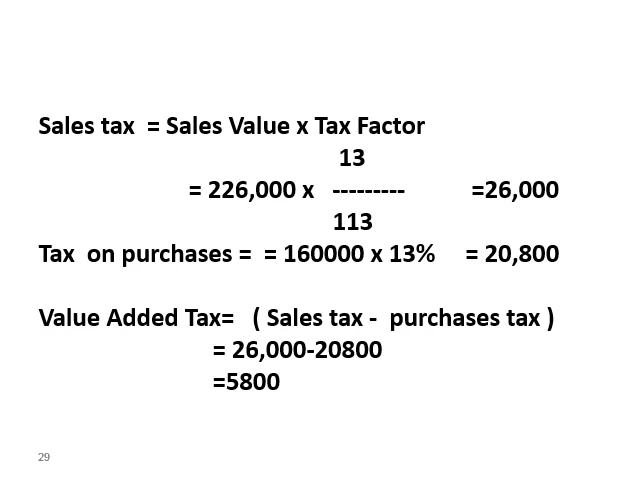 Sales tax  = Sales Value x Tax Factor
13
= 226,000 x   ---------   =26,000
113
Tax  on purchases =  = 160000 x 13%   = 20,800
Value Added Tax=   ( Sales tax -  purchases tax )
= 26,000-20800
=5800
29